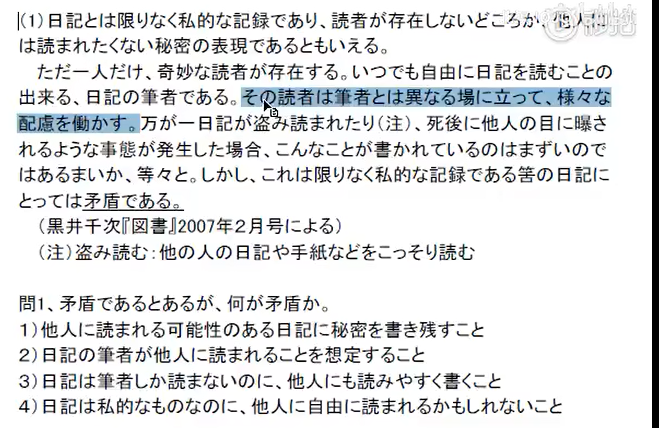 (1)日記とは限りなく私的な記録であり、読者が存在しないどころか、他人に
は読まれたくない秘密の表現であるともいえる。
ただ一人だけ、奇妙な読者が存在する。いつでも自由に日記を読むことの
出来る、日記の筆者である。その読者は筆者とは異なる場に立って、様々な
配慮を働かす。万が一日記が盗み読まれたり(注)、死後に他人の目に曝さ
れるような事態が発生した場合、こんなことが書かれているのはまずいので
はあるまいか、等々と。しかし、これは限りなく私的な記録である筈の日記に
とっては矛盾である。
(黒井千次『図書』2007年2月号による)
(注)盗み読む:他の人の日記や手紙などをこっそり読む
問1、矛盾であるとあるが、何が矛盾か。
1)他人に読まれる可能性のある日記に秘密を書き残すこと
2)日記の筆者が他人に読まれることを想定すること
3)日記は筆者しか読まないのに、他人にも読みやすく書くこと
4)日記は私的なものなのに、他人に自由に読まれるかもしれないこと